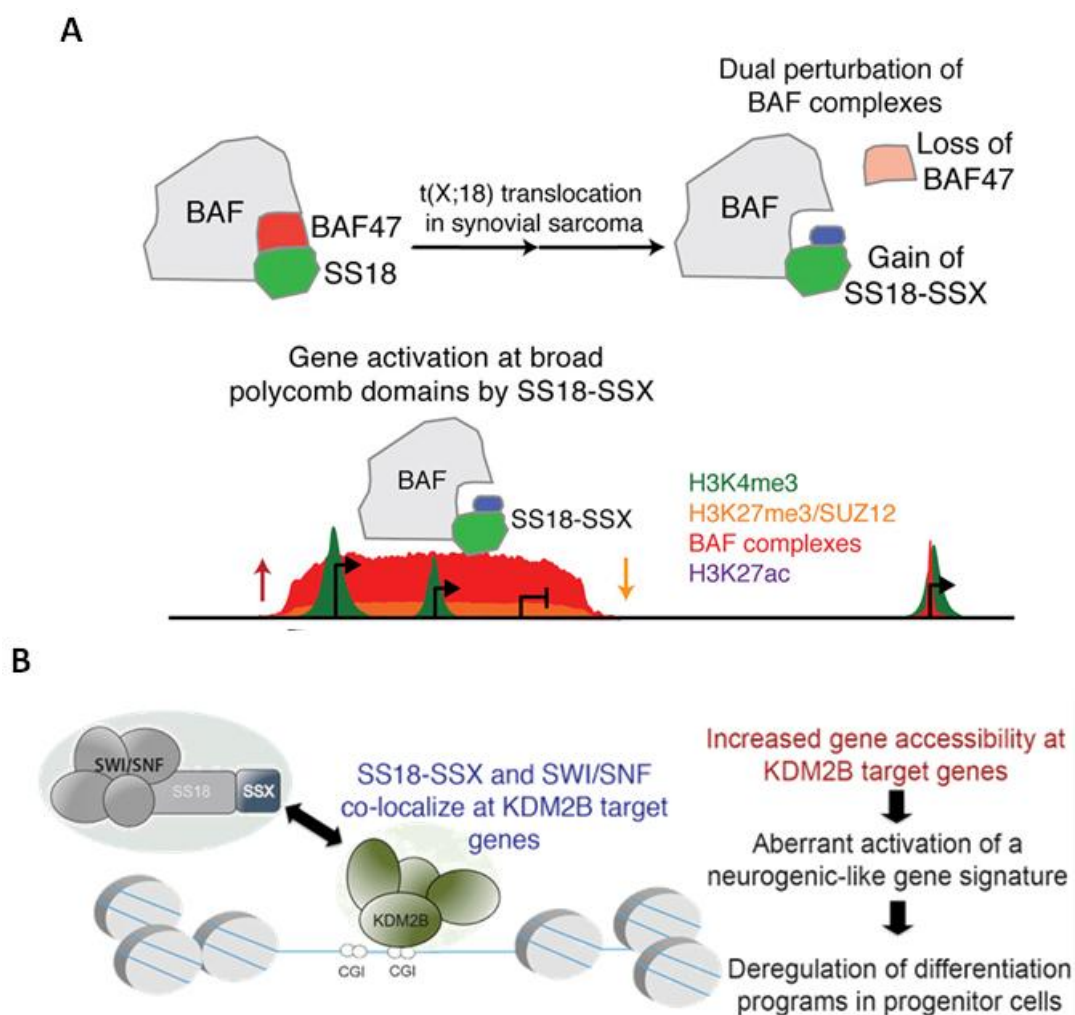 A
Dual perturbation of
BAF complexes
BAF
BAF47
SS18
t(X;18) translocation
in synovial sarcoma
BAF
Loss of
BAF47
Gain of
SS18-SSX
Gene activation at broad
polycomb domains by SS18-SSX
BAF
SS18-SSX
H3K4me3
H3K27me3/SUZ12
BAF complexes
H3K27ac
B
SWI/SNF
SS18
SSX
SS18-SSX and SWI/SNF
co-localize at KDM2B target
genes
KDM2B
CGI
CGI
Increased gene accessibility at
KDM2B target genes
Aberrant activation of a
neurogenic-like gene signature
Deregulation of differentiation
programs in progenitor cells